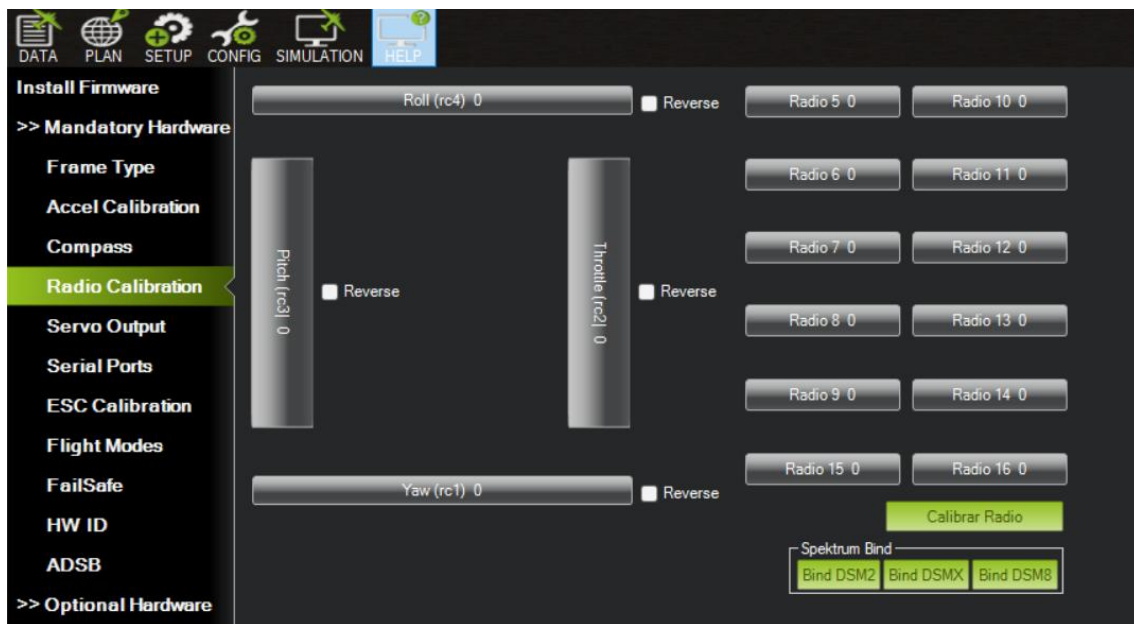 DATA PLAN SETUP CONFIG SIMULATION HELP
Install Firmware
>> Mandatory Hardware
Frame Type
Accel Calibration
Compass
Radio Calibration
Servo Output
Serial Ports
ESC Calibration
Flight Modes
FailSafe
HW ID
ADSB
>> Optional Hardware
Roll (rc4) 0
Reverse
Pitch (rc3| 0
Reverse
Throttle (rc2| 0
Reverse
Yaw (rc1) 0
Reverse
Radio 5 0 Radio 10 0
Radio 6 0 Radio 11 0
Radio 7 0 Radio 12 0
Radio 8 0 Radio 13 0
Radio 9 0 Radio 14 0
Radio 15 0 Radio 16 0
Calibrar Radio
Spektrum Bind
Bind DSM2 Bind DSMX Bind DSM8